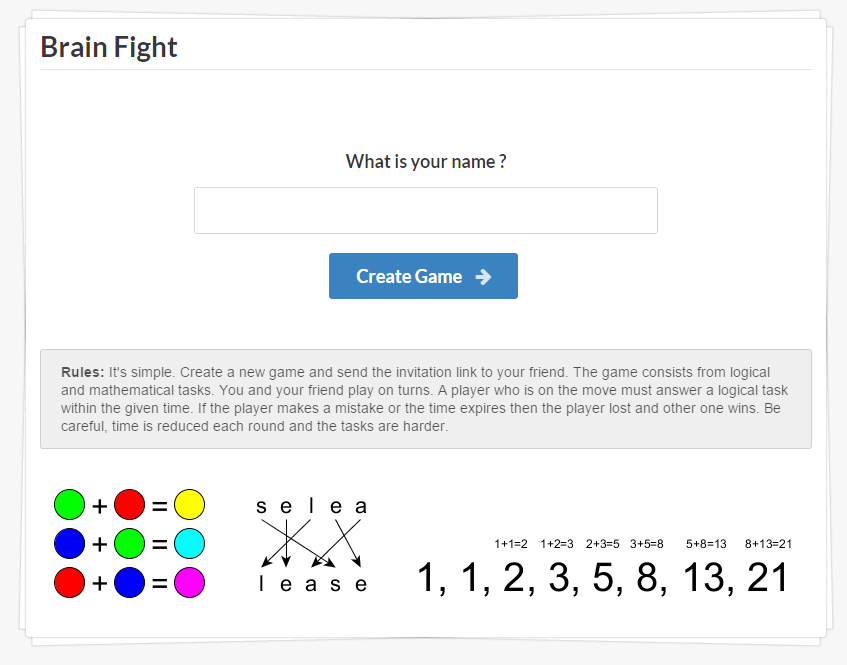 Brain Fight
What is your name ?
Create Game
Rules: It's simple. Create a new game and send the invitation link to your friend. The game consists from logical
and mathematical tasks. You and your friend play on turns. A player who is on the move must answer a logical task
within the given time. If the player makes a mistake or the time expires then the player lost and other one wins. Be
careful, time is reduced each round and the tasks are harder.
+ =
+ =
+ =
s e l e a
l e a s e
1+1=2 1+2=3 2+3=5 3+5=8 5+8=13 8+13=21
1, 1, 2, 3, 5, 8, 13, 21